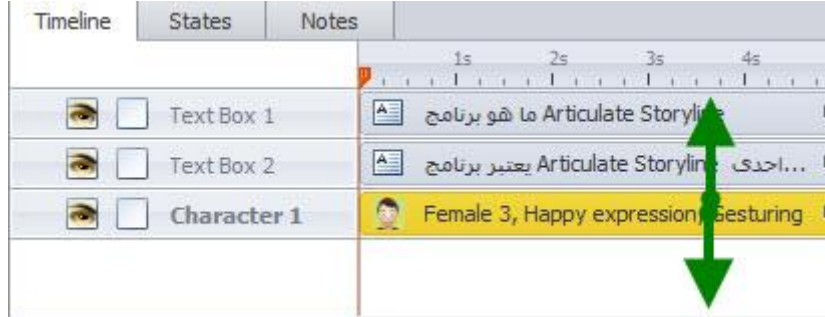 Timeline States Notes
1s 2s 3s 4s
Text Box 1 ما هو برنامج Articulate Storyline
Text Box 2 يعتبر برنامج Articulate Storyline احدى...
Character 1 Female 3, Happy expression, Gesturing